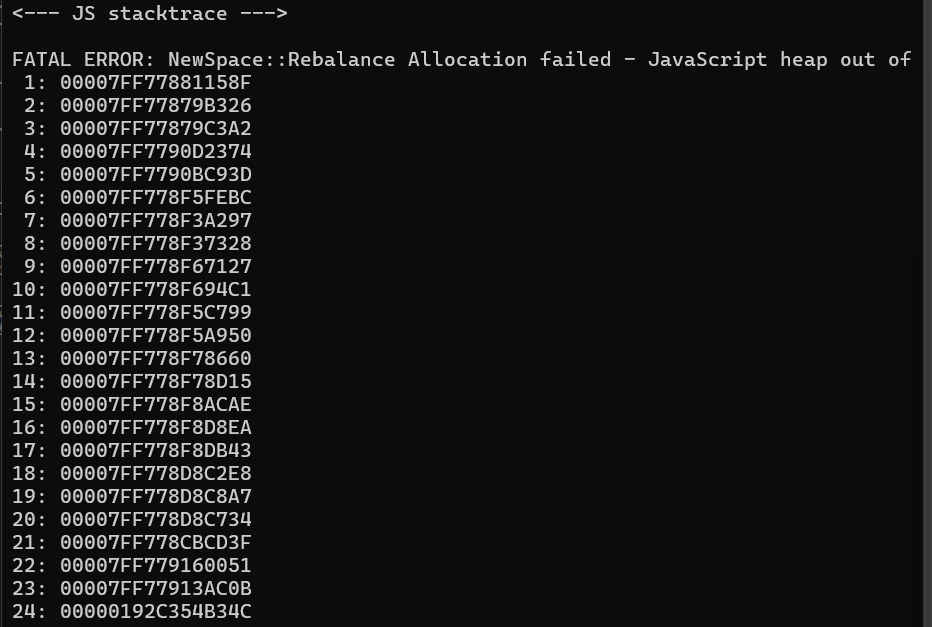 <--- JS stacktrace --->
FATAL ERROR: NewSpace::Rebalance Allocation failed - JavaScript heap out of
1: 00007FF77881158F
2: 00007FF77879B326
3: 00007FF77879C3A2
4: 00007FF7790D2374
5: 00007FF7790BC93D
6: 00007FF778F5FEBC
7: 00007FF778F3A297
8: 00007FF778F37328
9: 00007FF778F67127
10: 00007FF778F694C1
11: 00007FF778F5C799
12: 00007FF778F5A950
13: 00007FF778F78660
14: 00007FF778F78D15
15: 00007FF778F8ACAE
16: 00007FF778F8D8EA
17: 00007FF778F8DB43
18: 00007FF778D8C2E8
19: 00007FF778D8C8A7
20: 00007FF778D8C734
21: 00007FF778CBCD3F
22: 00007FF779160051
23: 00007FF77913AC0B
24: 00000192C354B34C